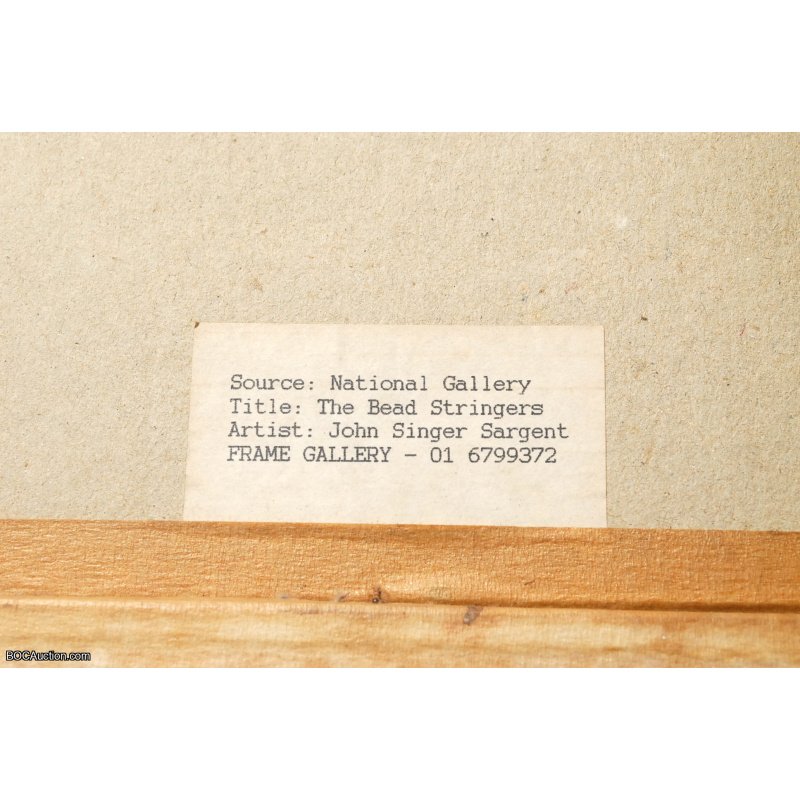 Source: National Gallery
Title: The Bead Stringers
Artist: John Singer Sargent
FRAME GALLERY - 01 6799372
BOCAuction.com